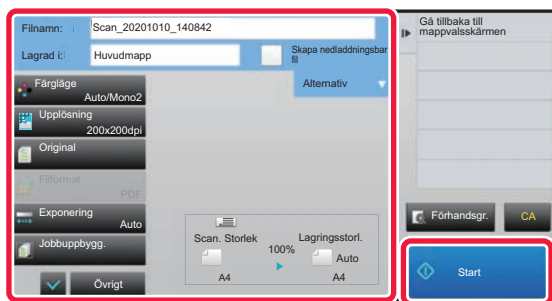 Filnamn: : Scan_20201010_140842
Lagrad i: Huvudmapp
Skapa nedladdningsbar
fil
Alternativ
Färgläge
Auto/Mono2
Upplösning
200x200dpi
Original
Filformat
PDF
Exponering
Auto
Jobbuppbygg.
Övrigt
Scan. Storlek
A4
100%
Lagringsstorl.
Auto
A4
Gå tillbaka till
mappvalsskärmen
Förhandsgr.
CA
Start